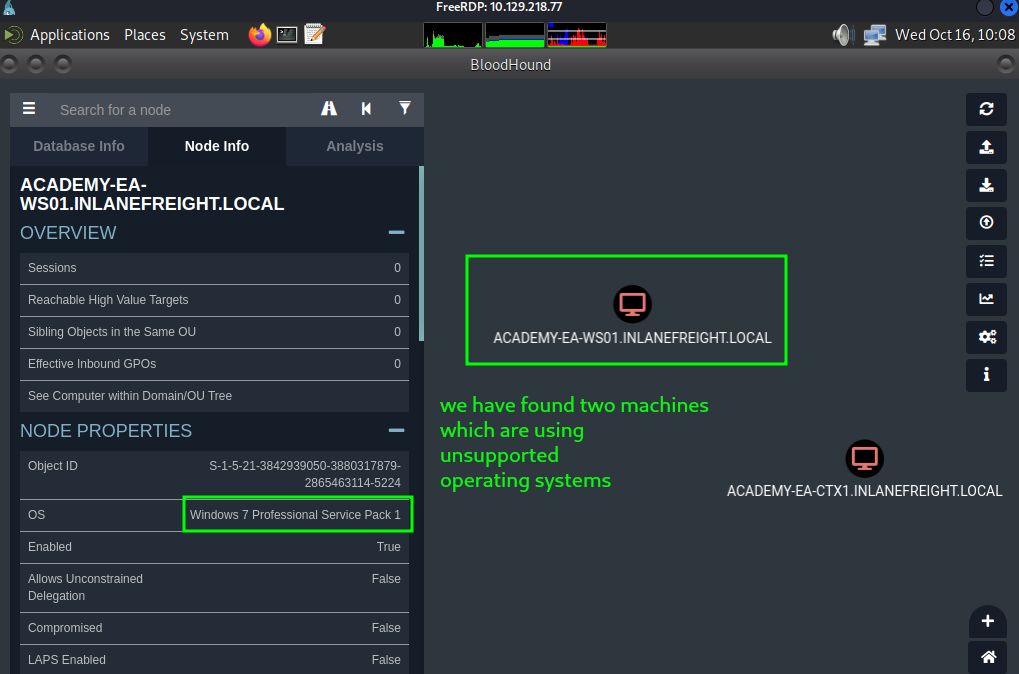 FreeRDP: 10.129.218.77
Applications Places System
Wed Oct 16, 10:08
BloodHound
Search for a node
Database Info
Node Info
Analysis
ACADEMY-EA-
WS01.INLANEFREIGHT.LOCAL
OVERVIEW
Sessions 0
Reachable High Value Targets 0
Sibling Objects in the Same OU 0
Effective Inbound GPOs 0
See Computer within Domain/OU Tree
NODE PROPERTIES
Object ID S-1-5-21-3842939050-3880317879-
2865463114-5224
OS Windows 7 Professional Service Pack 1
Enabled True
Allows Unconstrained False
Delegation
Compromised False
LAPS Enabled False
ACADEMY-EA-WS01.INLANEFREIGHT.LOCAL
we have found two machines
which are using
unsupported
operating systems
ACADEMY-EA-CTX1.INLANEFREIGHT.LOCAL